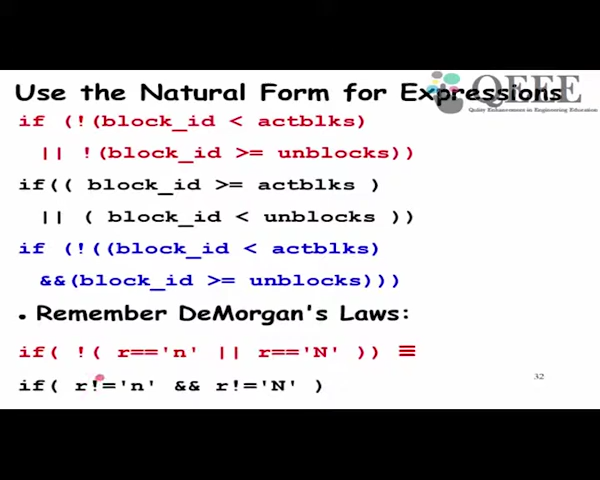 QEEE
Quality Enhancement in Engineering Education
Use the Natural Form for Expressions
if (!(block_id < actblks)
|| !(block_id >= unblocks))
if(( block_id >= actblks )
|| ( block_id < unblocks ))
if (!((block_id < actblks)
&&(block_id >= unblocks)))
• Remember DeMorgan's Laws:
if( !( r=='n' || r=='N' )) ≡
if( r!='n' && r!='N' )
32